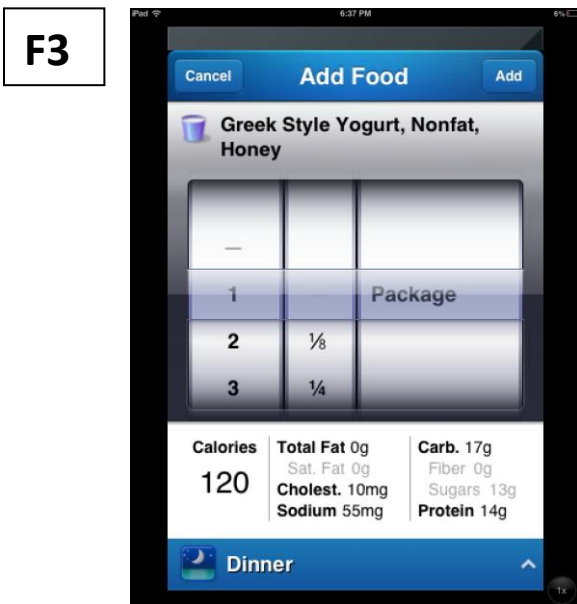 F3
iPad 6:37 PM 6%
Cancel Add Food Add
Greek Style Yogurt, Nonfat,
Honey
—
1 — Package
2 ⅛
3 ¼
Calories Total Fat 0g Carb. 17g
Sat. Fat 0g Fiber 0g
120 Cholest. 10mg Sugars 13g
Sodium 55mg Protein 14g
Dinner
1x